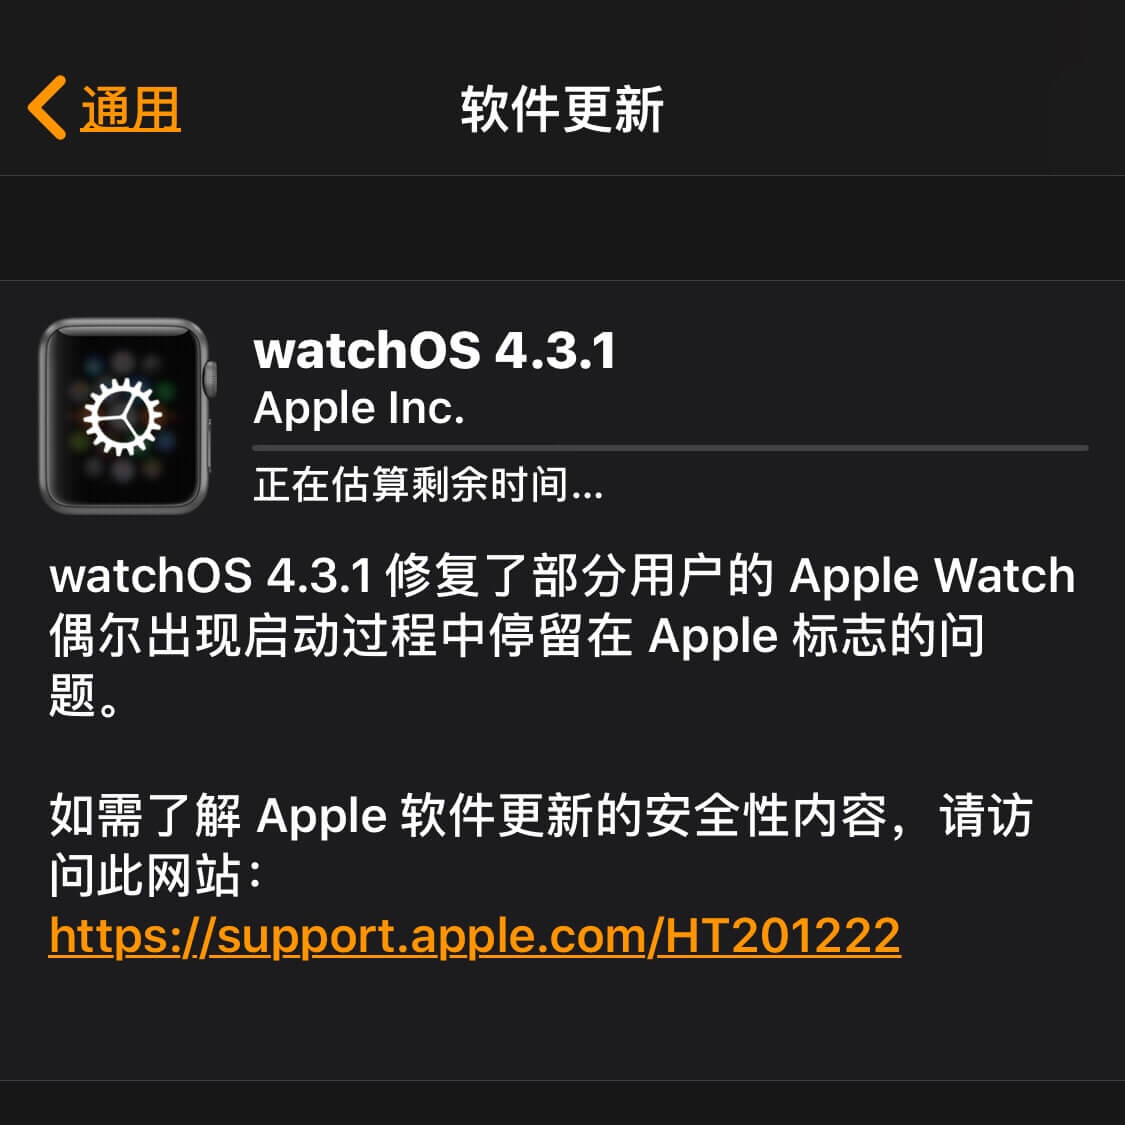 通用
软件更新
watchOS 4.3.1
Apple Inc.
正在估算剩余时间...
watchOS 4.3.1 修复了部分用户的 Apple Watch
偶尔出现启动过程中停留在 Apple 标志的问
题。
如需了解 Apple 软件更新的安全性内容，请访
问此网站：
https://support.apple.com/HT201222